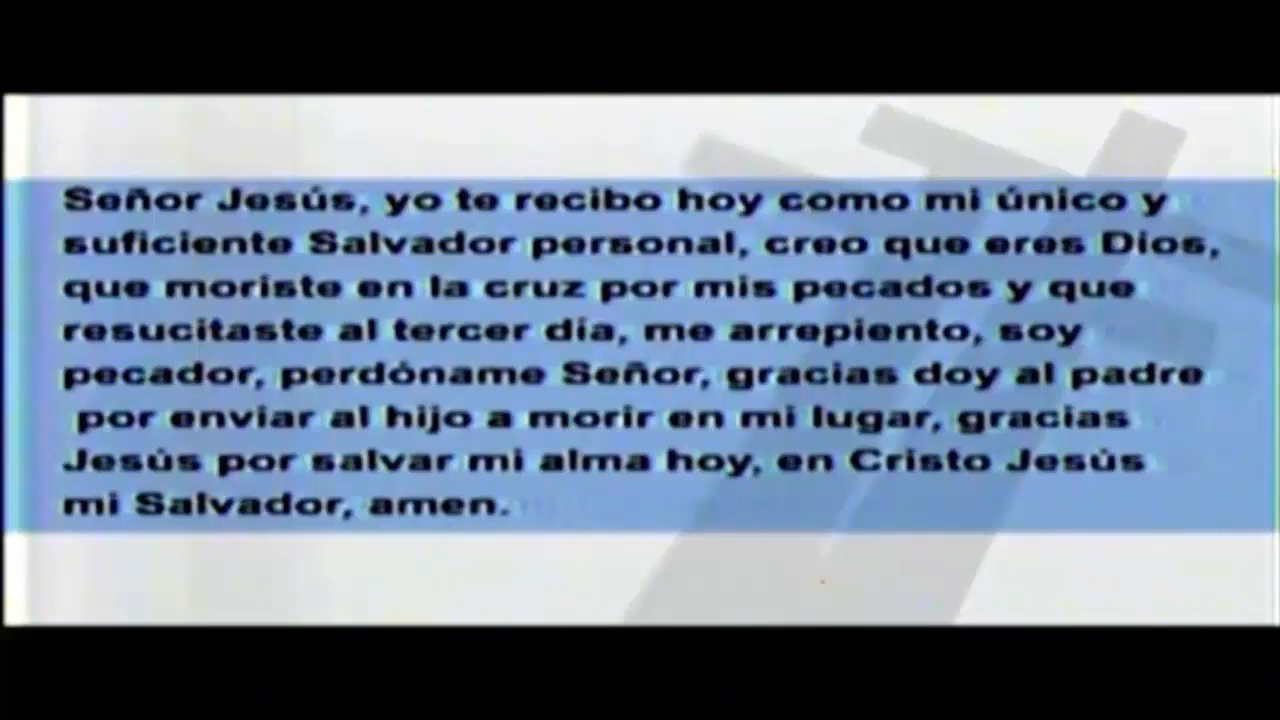 Señor Jesús, yo te recibo hoy como mi único y
suficiente Salvador personal, creo que eres Dios,
que moriste en la cruz por mis pecados y que
resucitaste al tercer día, me arrepiento, soy
pecador, perdóname Señor, gracias doy al padre
por enviar al hijo a morir en mi lugar, gracias
Jesús por salvar mi alma hoy, en Cristo Jesús
mi Salvador, amen.